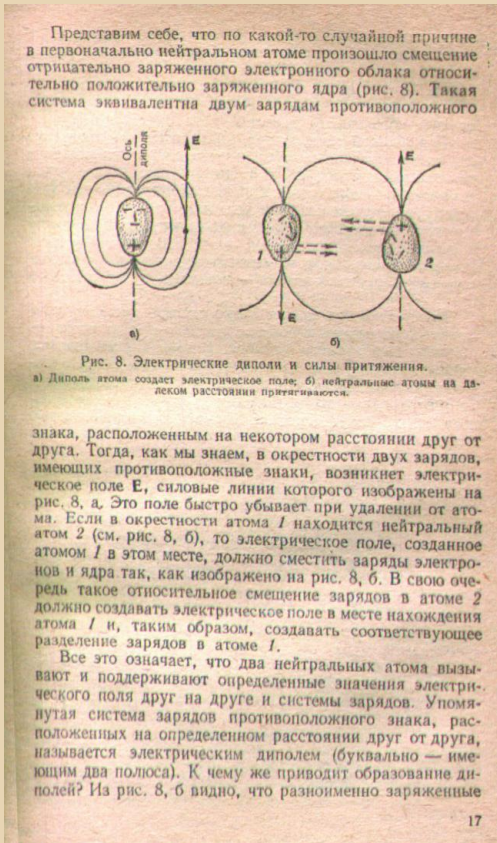 Представим себе, что по какой-то случайной причине
в первоначально нейтральном атоме произошло смещение
отрицательно заряженного электронного облака относи-
тельно положительно заряженного ядра (рис. 8). Такая
система эквивалентна двум зарядам противоположного
Ось
диполя
E
E
1
+
+
2
+
E
а)
б)
Рис. 8. Электрические диполи и силы притяжения.
а) Диполь атома создает электрическое поле; б) нейтральные атомы на да-
леком расстоянии притягиваются.
знака, расположенным на некотором расстоянии друг от
друга. Тогда, как мы знаем, в окрестности двух зарядов,
имеющих противоположные знаки, возникнет электри-
ческое поле E, силовые линии которого изображены на
рис. 8, а. Это поле быстро убывает при удалении от ато-
ма. Если в окрестности атома 1 находится нейтральный
атом 2 (см. рис. 8, б), то электрическое поле, созданное
атомом 1 в этом месте, должно сместить заряды электро-
нов и ядра так, как изображено на рис. 8, б. В свою оче-
редь такое относительное смещение зарядов в атоме 2
должно создавать электрическое поле в месте нахождения
атома 1 и, таким образом, создавать соответствующее
разделение зарядов в атоме 1.
Все это означает, что два нейтральных атома вызы-
вают и поддерживают определенные значения электри-
ческого поля друг на друге и системы зарядов. Упомя-
нутая система зарядов противоположного знака, рас-
положенных на определенном расстоянии друг от друга,
называется электрическим диполем (буквально — име-
ющим два полюса). К чему же приводит образование ди-
полей? Из рис. 8, б видно, что разноименно заряженные
17